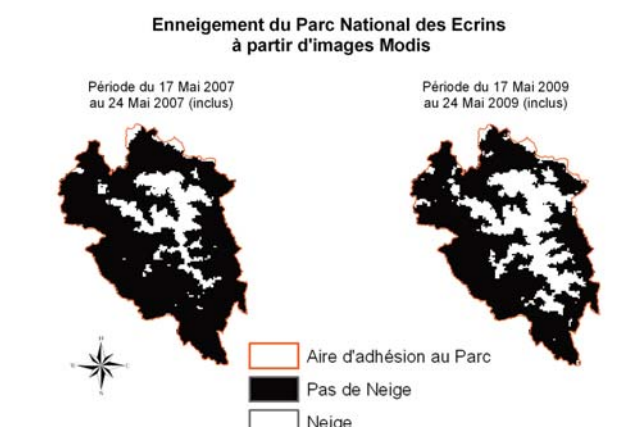 Enneigement du Parc National des Ecrins
à partir d'images Modis
Période du 17 Mai 2007
au 24 Mai 2007 (inclus)
Période du 17 Mai 2009
au 24 Mai 2009 (inclus)
Aire d'adhésion au Parc
Pas de Neige
Neige